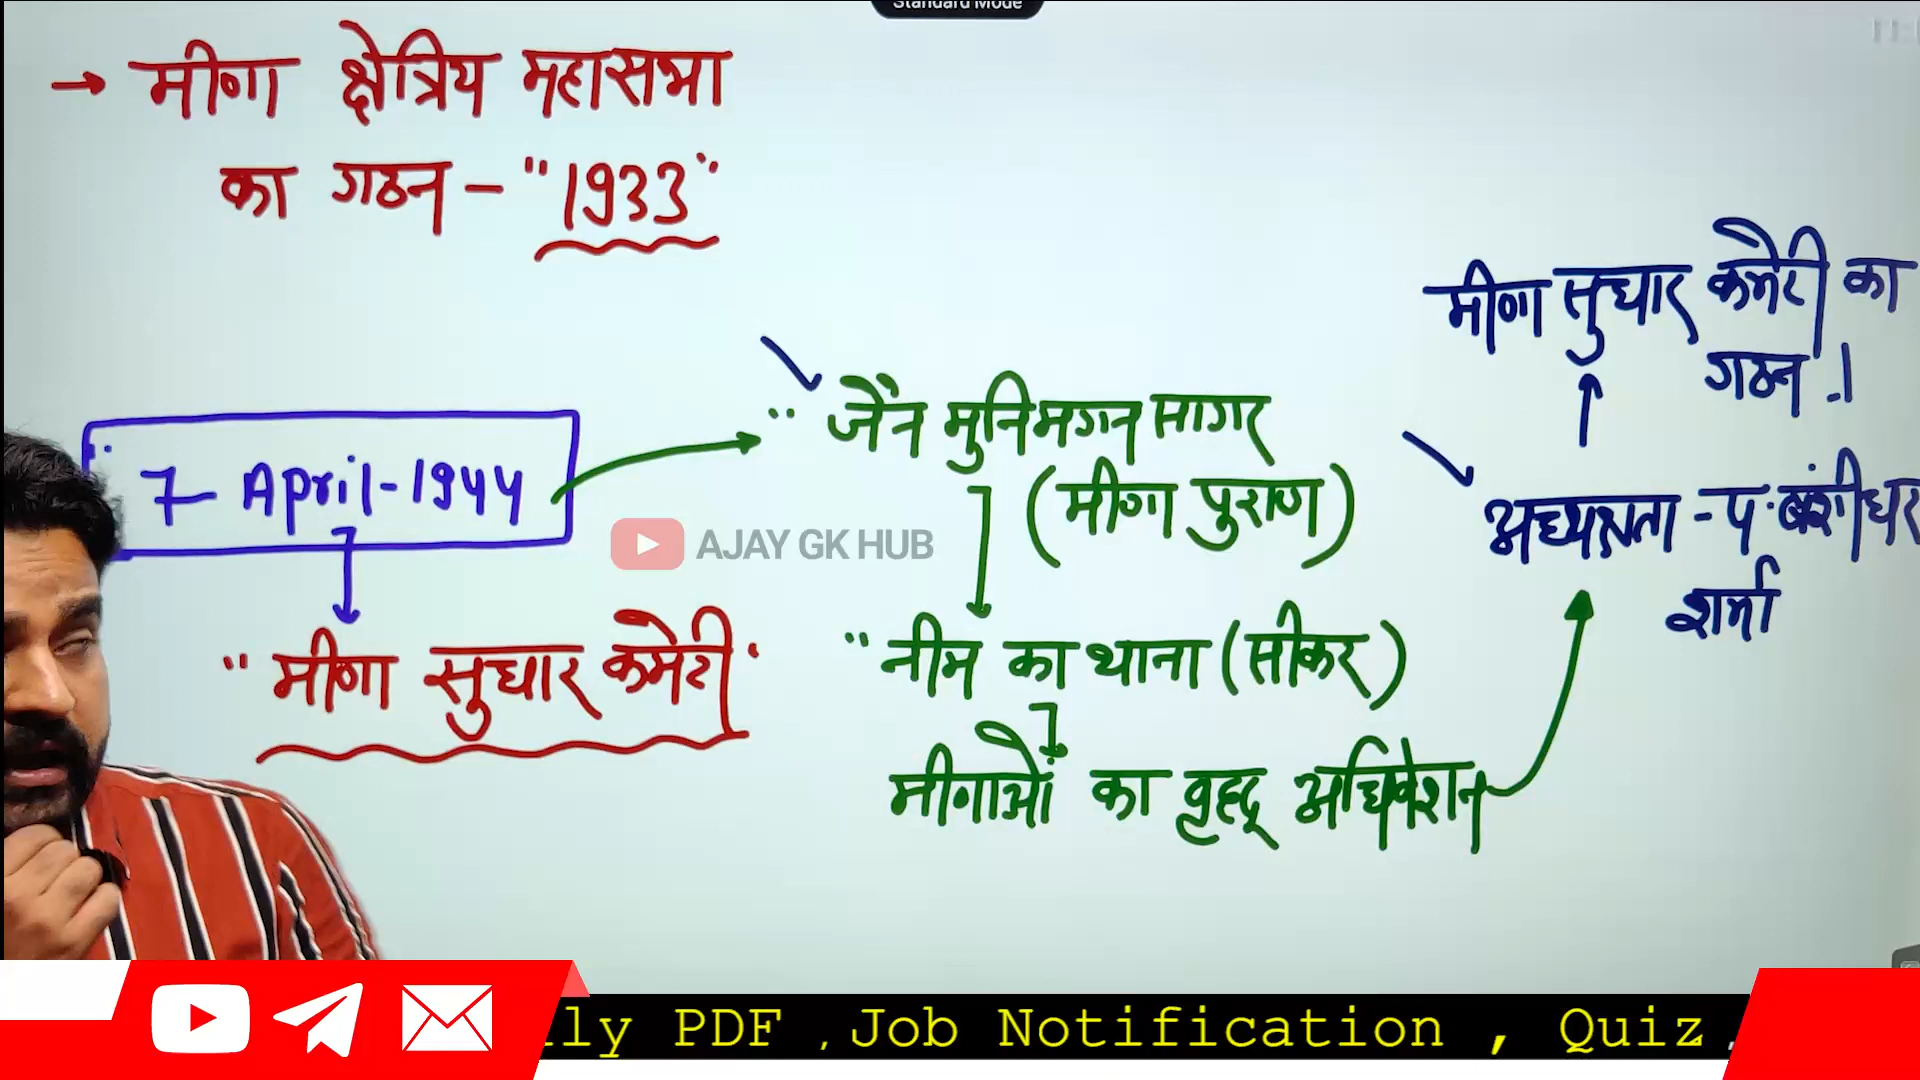 Standard Mode
→ मीणा क्षेत्रिय महासभा
का गठन - "1933"
मीणा सुधार कमेटी का
गठन -।
7 - April - 1944
" जैन मुनि मगन सागर
(मीणा पुराण)
AJAY GK HUB
अध्यक्षता - प. बंशीधर
शर्मा
" मीणा सुधार कमेटी "
" नीम का थाना (सीकर)
मीणाओं का वृहद् अधिवेशन
lly PDF , Job Notification , Quiz ,